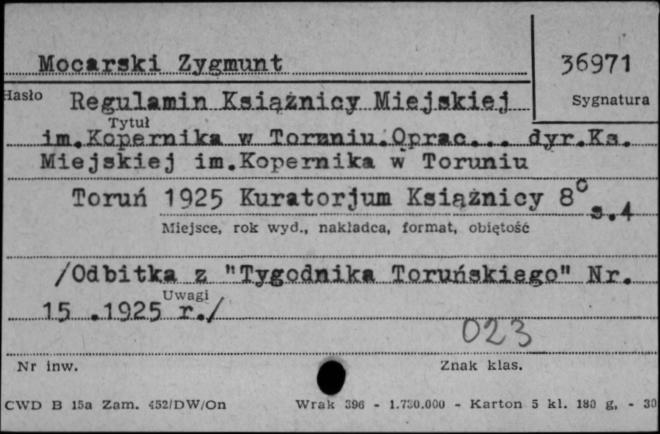 Mocarski Zygmunt
36971
Hasło
Sygnatura
Regulamin Książnicy Miejskiej
Tytuł
im.Kopernika w Toruniu.Oprac... dyr.Ks.
Miejskiej im.Kopernika w Toruniu
Toruń 1925 Kuratorjum Książnicy 8° s.4
Miejsce, rok wyd., nakładca, format, objętość
/Odbitka z "Tygodnika Toruńskiego" Nr.
Uwagi
15 .1925 r./
023
Nr inw.
Znak klas.
CWD B 15a Zam. 452/DW/On
Wrak 396 - 1.730.000 - Karton 5 kl. 180 g, - 30